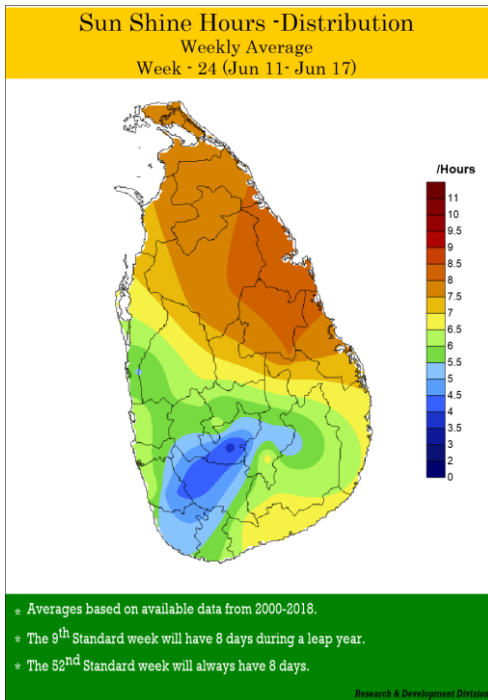 Sun Shine Hours -Distribution
Weekly Average
Week - 24 (Jun 11- Jun 17)
/Hours
11
10
9.5
9
8.5
8
7.5
7
6.5
6
5.5
5
4.5
4
3.5
3
2
0
* Averages based on available data from 2000-2018.
* The 9th Standard week will have 8 days during a leap year.
* The 52nd Standard week will always have 8 days.
Research & Development Division